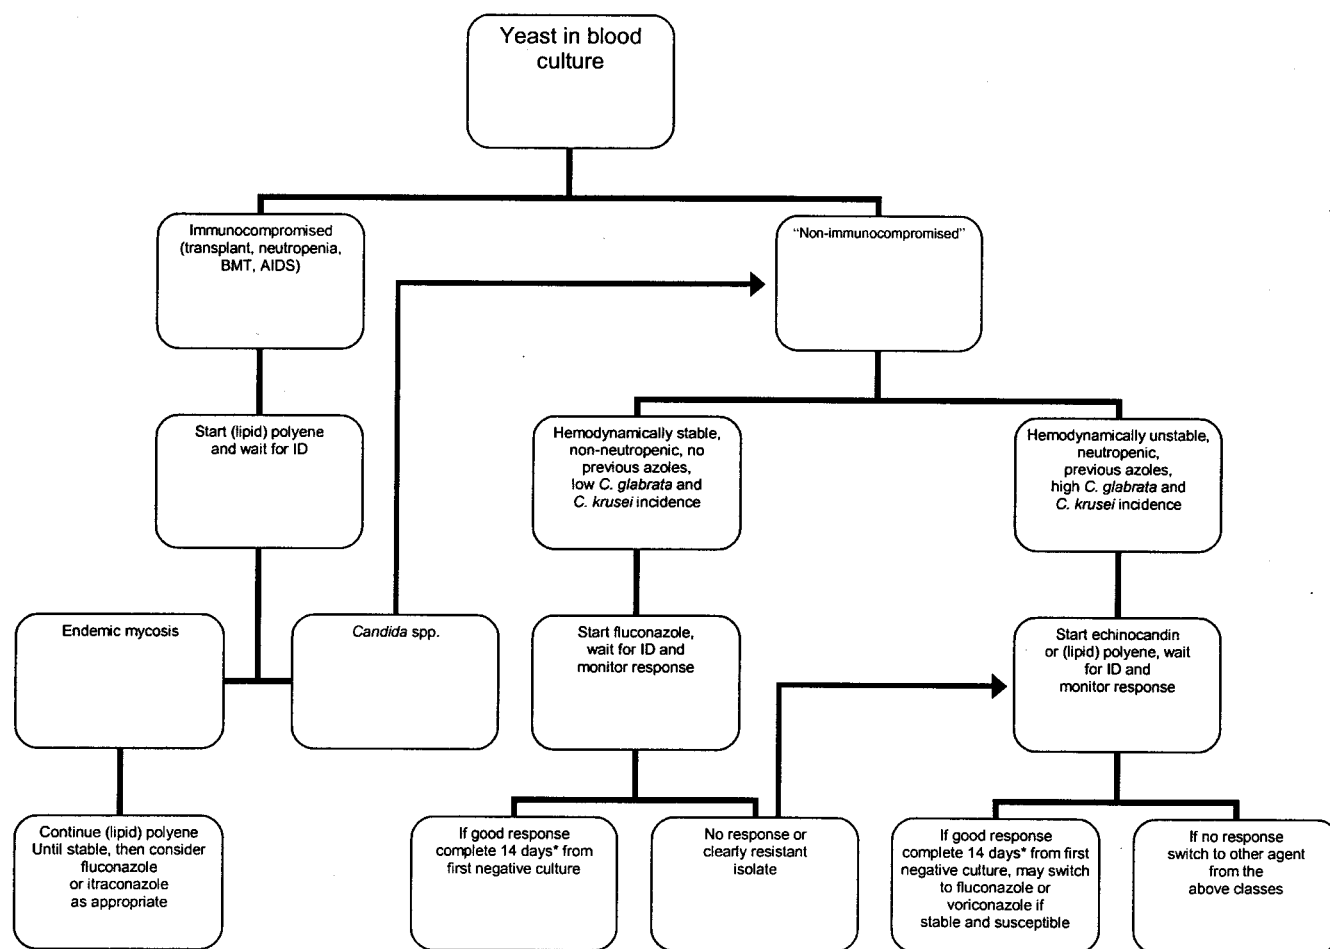 Yeast in blood
culture
Immunocompromised
(transplant, neutropenia,
BMT, AIDS)
"Non-immunocompromised"
Start (lipid) polyene
and wait for ID
Hemodynamically stable,
non-neutropenic, no
previous azoles,
low C. glabrata and
C. krusei incidence
Hemodynamically unstable,
neutropenic,
previous azoles,
high C. glabrata and
C. krusei incidence
Endemic mycosis
Candida spp.
Start fluconazole,
wait for ID and
monitor response
Start echinocandin
or (lipid) polyene, wait
for ID and
monitor response
Continue (lipid) polyene
Until stable, then consider
fluconazole
or itraconazole
as appropriate
If good response
complete 14 days* from
first negative culture
No response or
clearly resistant
isolate
If good response
complete 14 days* from first
negative culture, may switch
to fluconazole or
voriconazole if
stable and susceptible
If no response
switch to other agent
from the
above classes